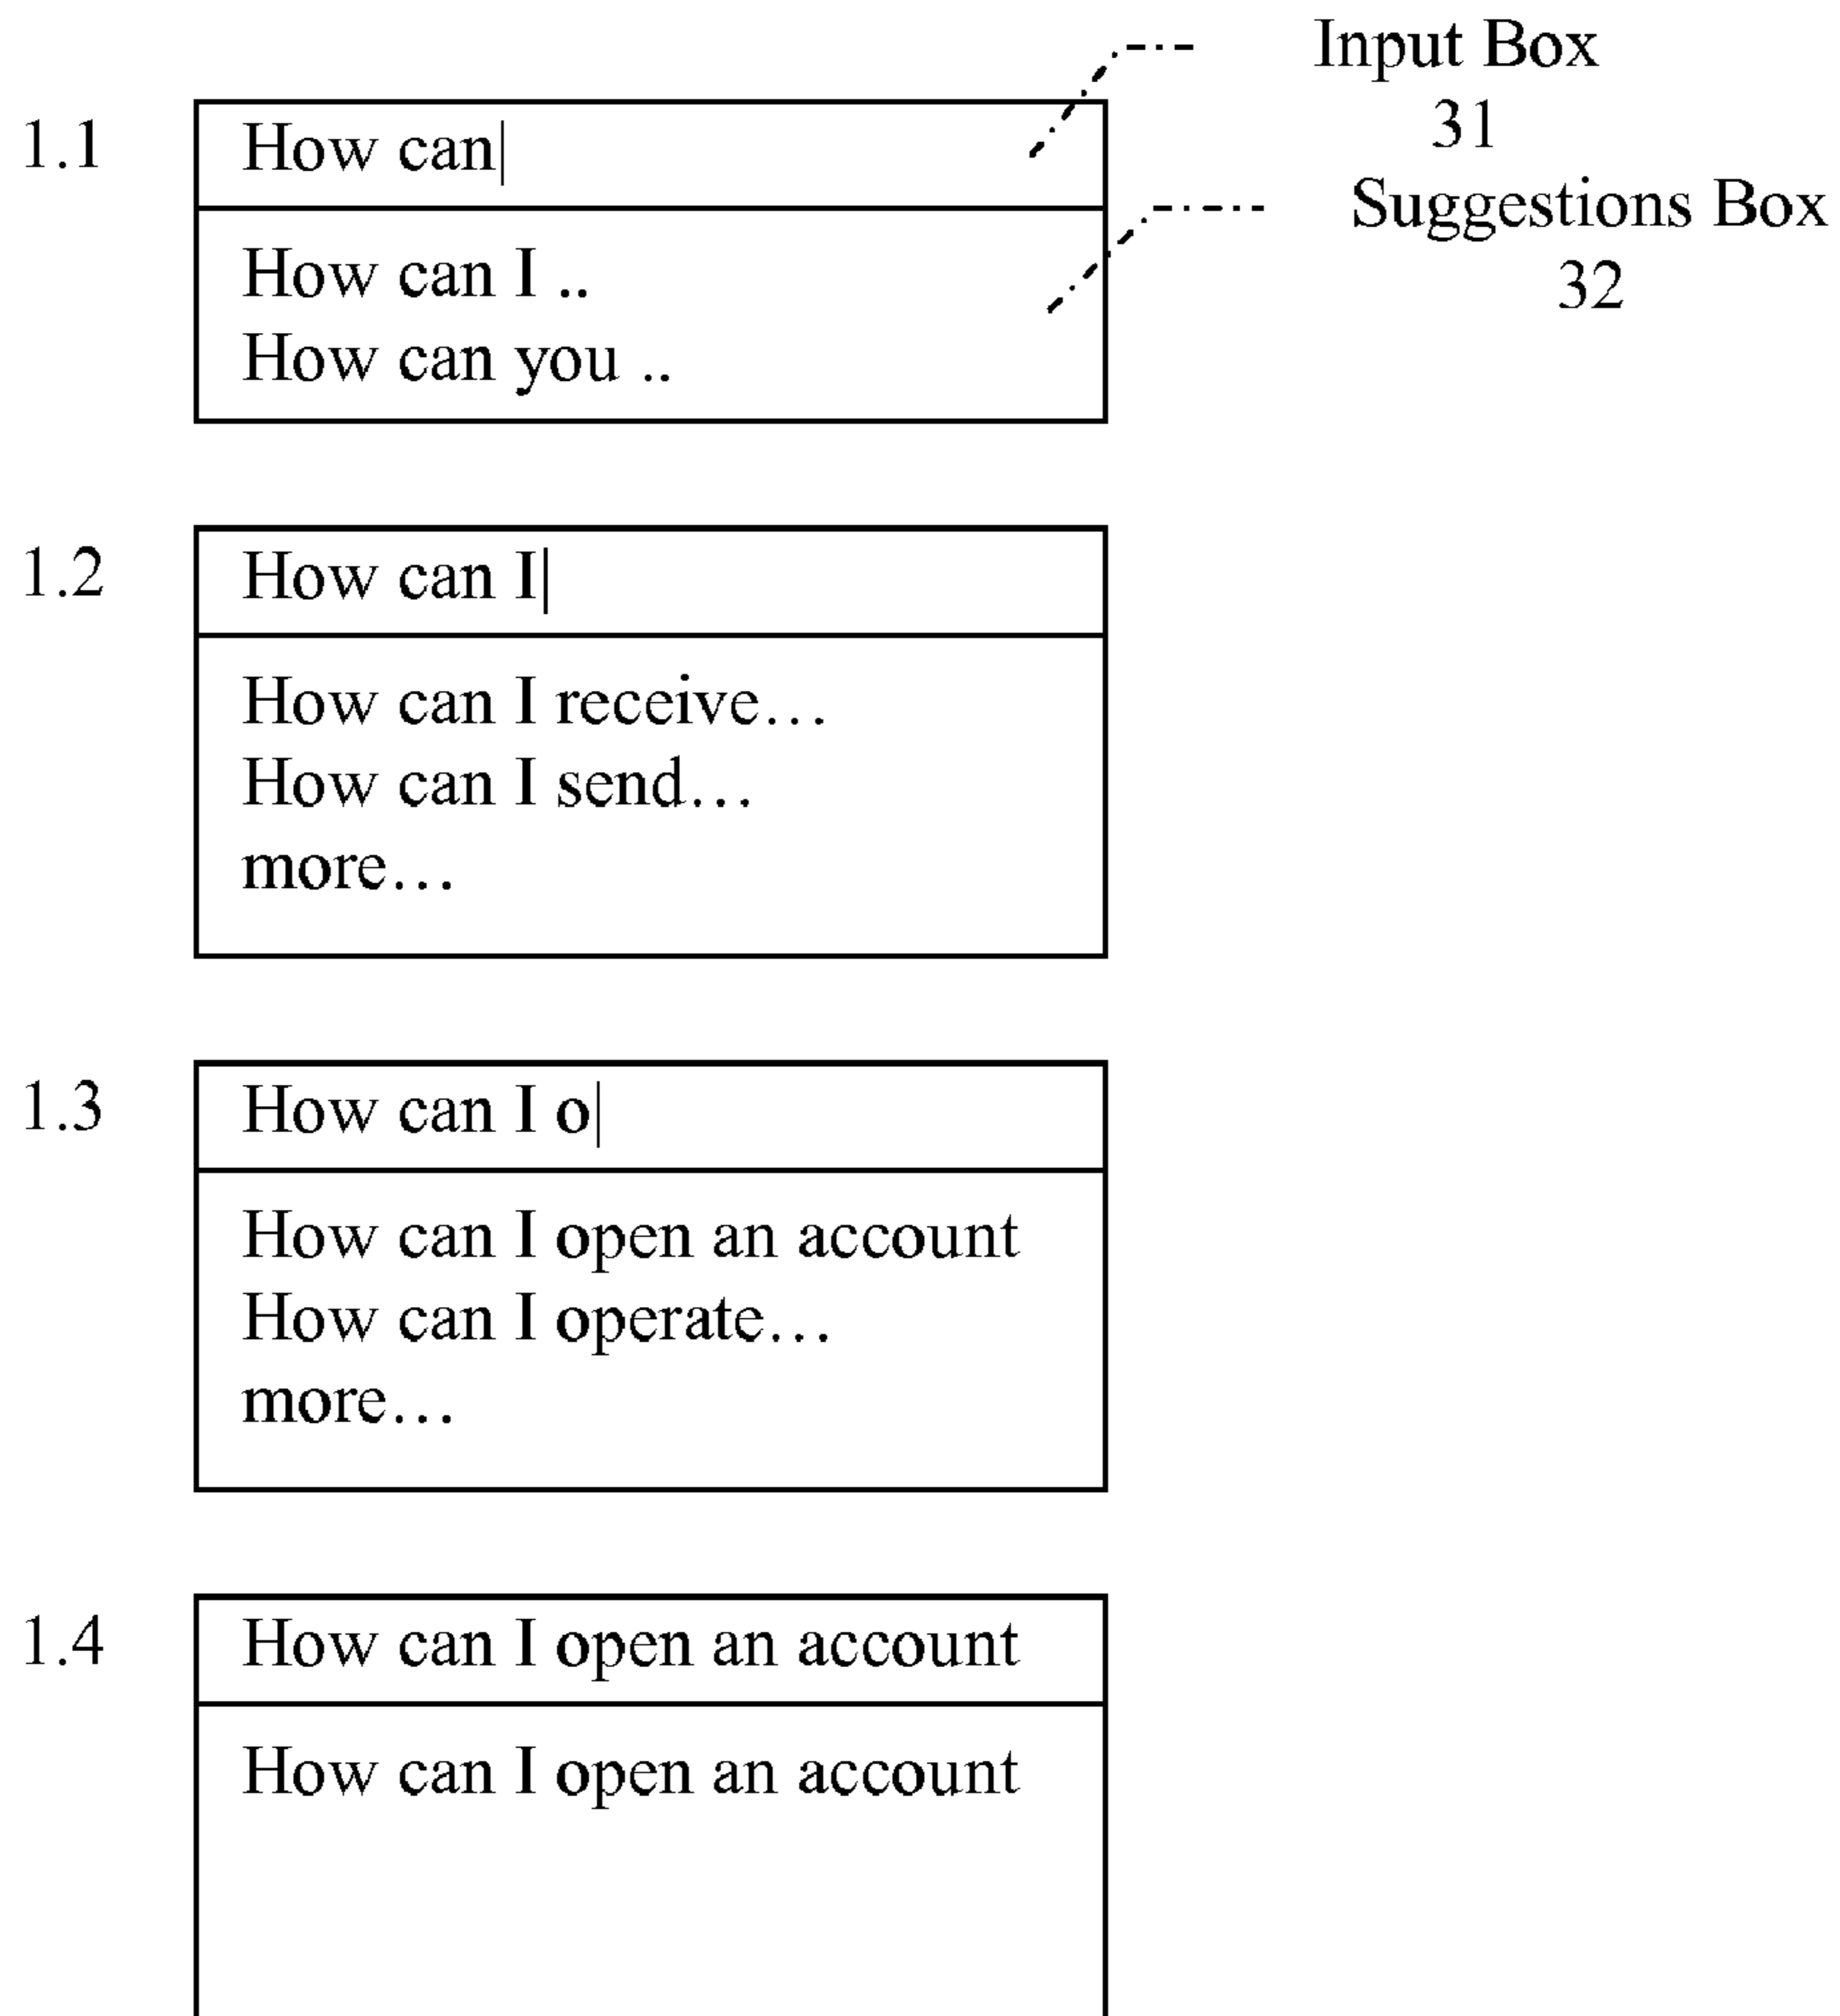 Input Box
31
1.1
How can
Suggestions Box
32
How can I ..
How can you ..
1.2
How can I
How can I receive...
How can I send...
more...
1.3
How can I o
How can I open an account
How can I operate...
more...
1.4
How can I open an account
How can I open an account